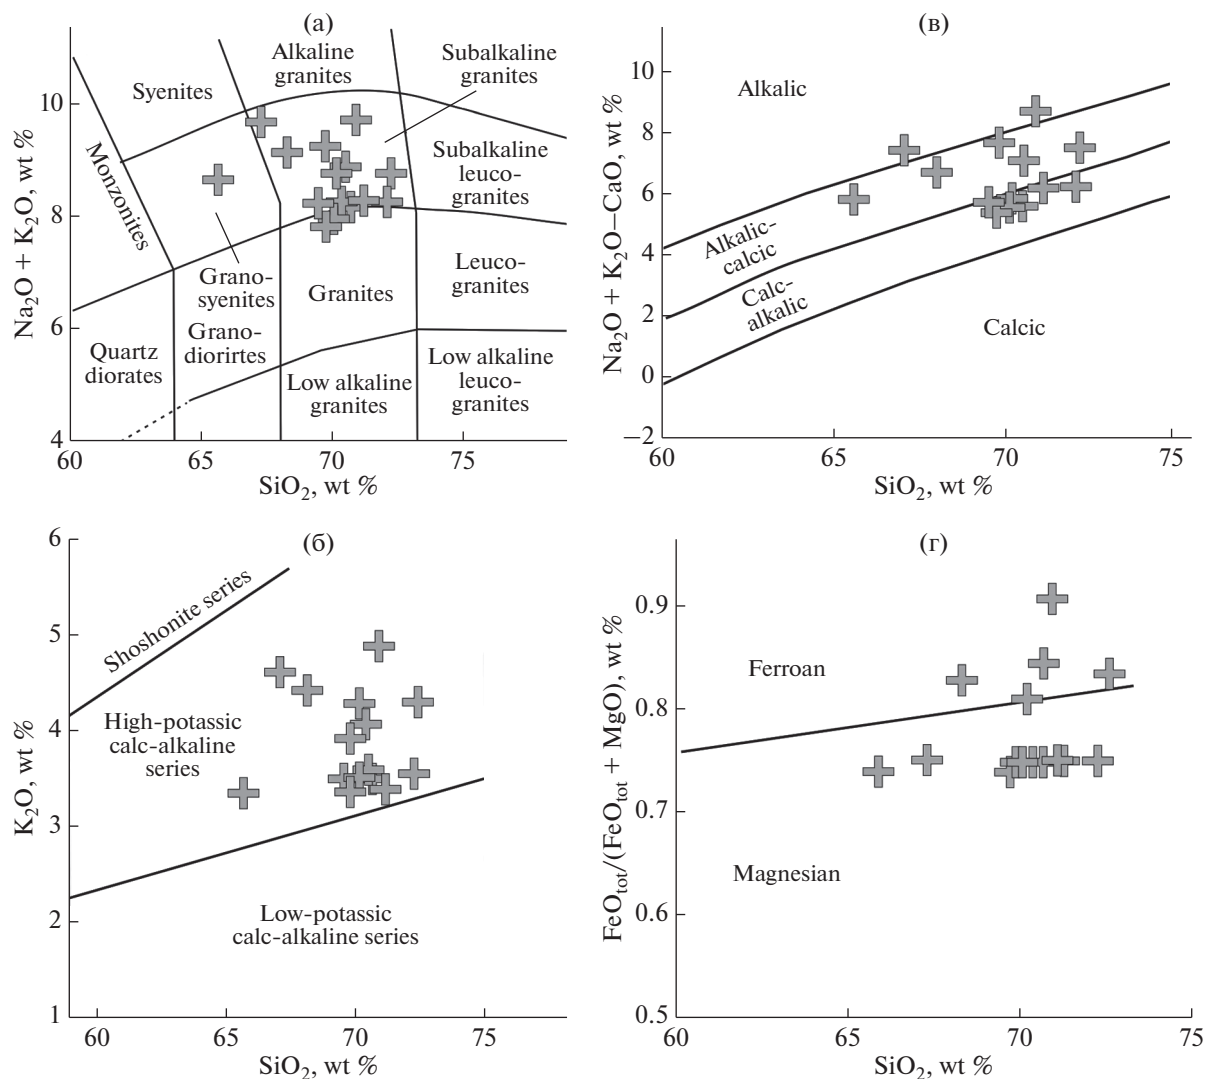 (а)
Na2O + K2O, wt %
10
8
6
4
Syenites
Alkaline
granites
Subalkaline
granites
Monzonites
Subalkaline
leuco-
granites
Grano-
syenites
Granites
Leuco-
granites
Quartz
diorates
Grano-
diorirtes
Low alkaline
granites
Low alkaline
leuco-
granites
60
65
70
75
SiO2, wt %
(в)
Na2O + K2O–CaO, wt %
10
8
6
4
2
0
−2
Alkalic
Alkalic-
calcic
Calc-
alkalic
Calcic
60
65
70
75
SiO2, wt %
(б)
K2O, wt %
6
5
4
3
2
1
Shoshonite series
High-potassic
calc-alkaline
series
Low-potassic
calc-alkaline series
60
65
70
75
SiO2, wt %
(г)
FeOtot/(FeOtot + MgO), wt %
0.9
0.8
0.7
0.6
0.5
Ferroan
Magnesian
60
65
70
75
SiO2, wt %